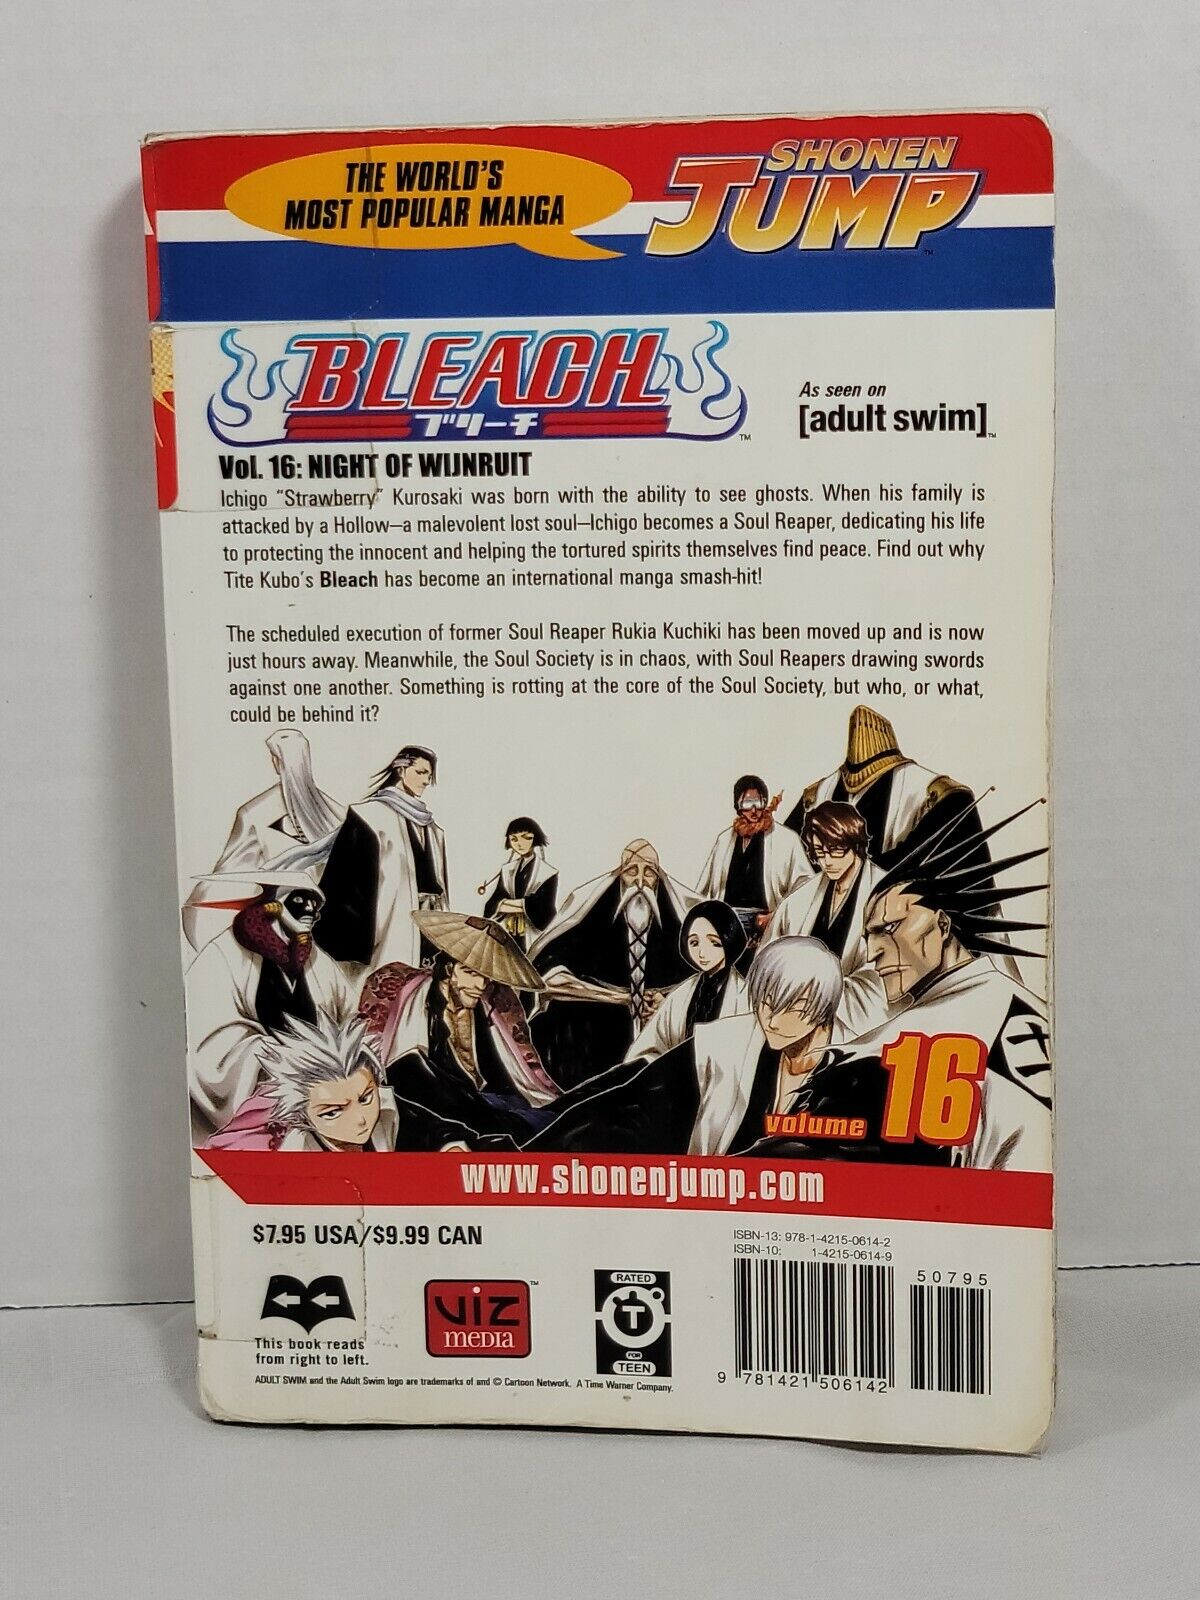 THE WORLD'S
MOST POPULAR MANGA
SHONEN
JUMP
TM
BLEACH
ブリーチ
TM
As seen on
[adult swim]
TM
Vol. 16: NIGHT OF WIJNRUIT
Ichigo "Strawberry" Kurosaki was born with the ability to see ghosts. When his family is
attacked by a Hollow—a malevolent lost soul—Ichigo becomes a Soul Reaper, dedicating his life
to protecting the innocent and helping the tortured spirits themselves find peace. Find out why
Tite Kubo's Bleach has become an international manga smash-hit!
The scheduled execution of former Soul Reaper Rukia Kuchiki has been moved up and is now
just hours away. Meanwhile, the Soul Society is in chaos, with Soul Reapers drawing swords
against one another. Something is rotting at the core of the Soul Society, but who, or what,
could be behind it?
十
volume 16
www.shonenjump.com
$7.95 USA/$9.99 CAN
This book reads
from right to left.
VIZ
MEDIA
TM
RATED
T
FOR
TEEN
ISBN-13: 978-1-4215-0614-2
ISBN-10: 1-4215-0614-9
50795
9 781421 506142
ADULT SWIM and the Adult Swim logo are trademarks of and © Cartoon Network. A Time Warner Company.